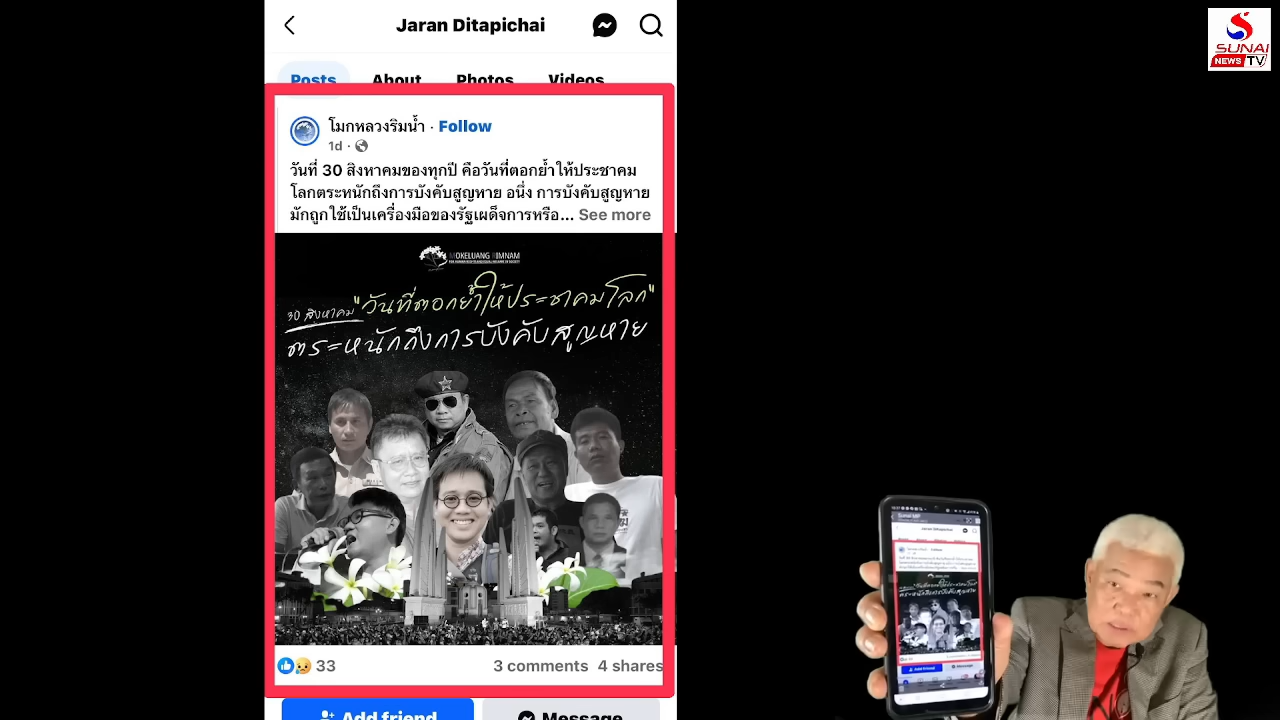 Jaran Ditapichai
SUNAI
NEWS TV
Posts About Photos Videos
โมกหลวงริมน้ำ · Follow
1d ·
วันที่ 30 สิงหาคมของทุกปี คือวันที่ตอกย้ำให้ประชาคม
โลกตระหนักถึงการบังคับสูญหาย อนึ่ง การบังคับสูญหาย
มักถูกใช้เป็นเครื่องมือของรัฐเผด็จการหรือ... See more
MOKELUANG RIMNAM
30 สิงหาคม "วันที่ตอกย้ำให้ประชาคมโลก"
ตระหนักถึงการบังคับสูญหาย
33 3 comments 4 shares
Add friend Message
Jaran Ditapichai
Add Friend Message